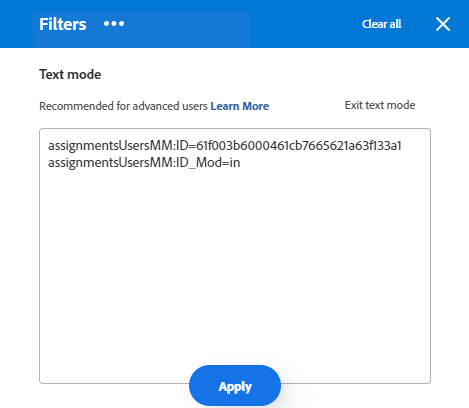 Filters •••
Clear all
Text mode
Recommended for advanced users Learn More
Exit text mode
assignmentsUsersMM:ID=61f003b6000461cb7665621a63f133a1
assignmentsUsersMM:ID_Mod=in
Apply